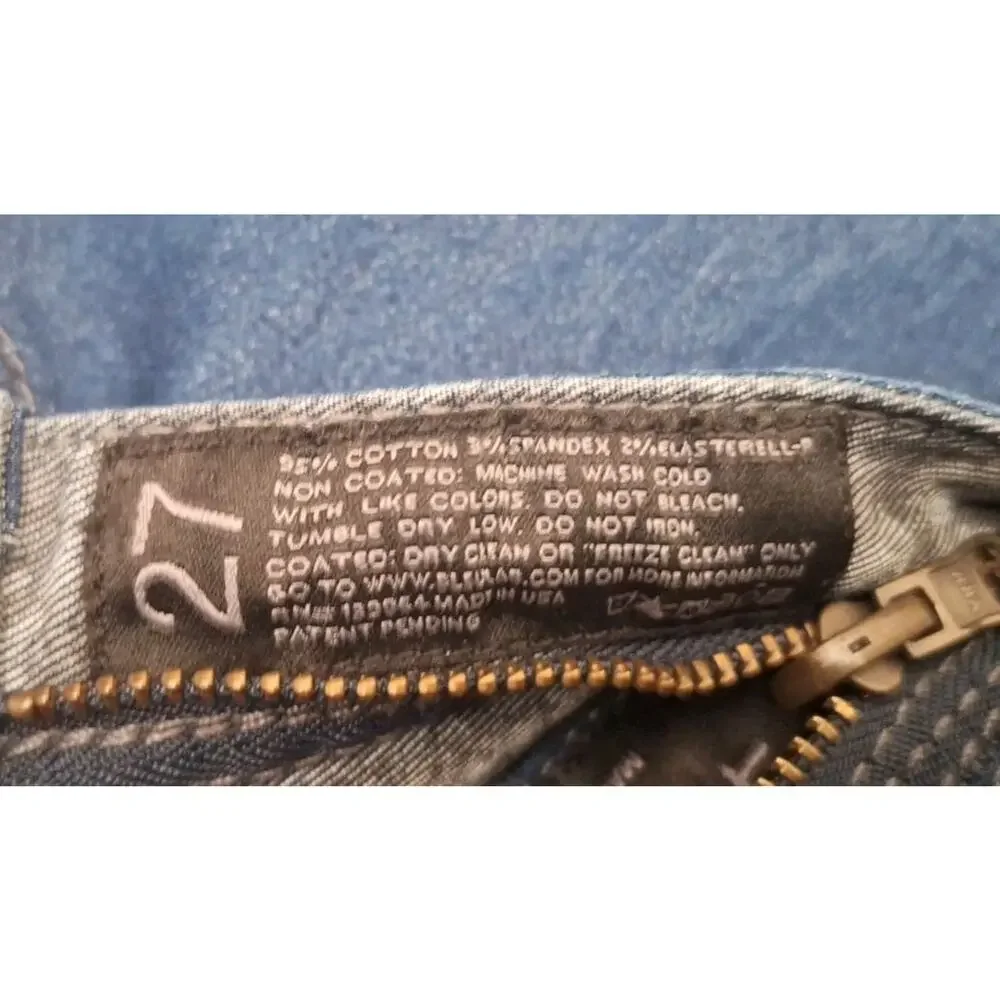 27
95% COTTON 3% SPANDEX 2% ELASTERELL-P
NON COATED: MACHINE WASH COLD
WITH LIKE COLORS. DO NOT BLEACH.
TUMBLE DRY LOW. DO NOT IRON.
COATED: DRY CLEAN OR "FREEZE CLEAN" ONLY
GO TO WWW.BLEULAB.COM FOR MORE INFORMATION
RN# 139064 MADE IN USA
PATENT PENDING